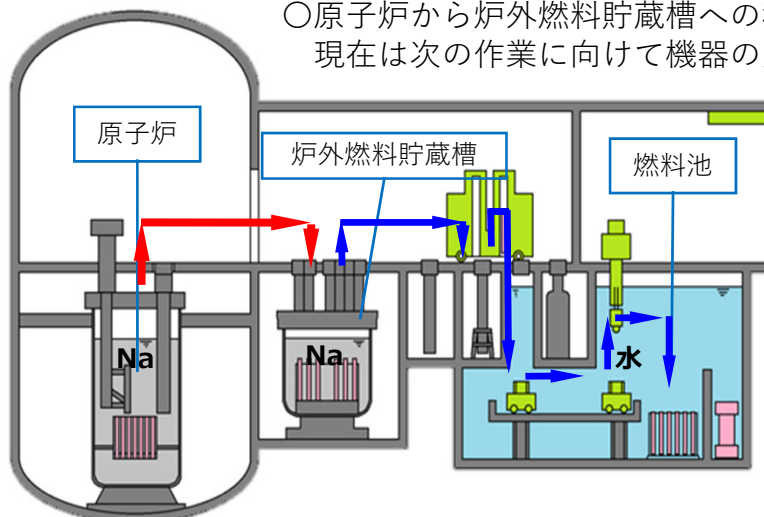 〇原子炉から炉外燃料貯蔵槽への
現在は次の作業に向けて機器の
原子炉
炉外燃料貯蔵槽
燃料池
Na
Na
水